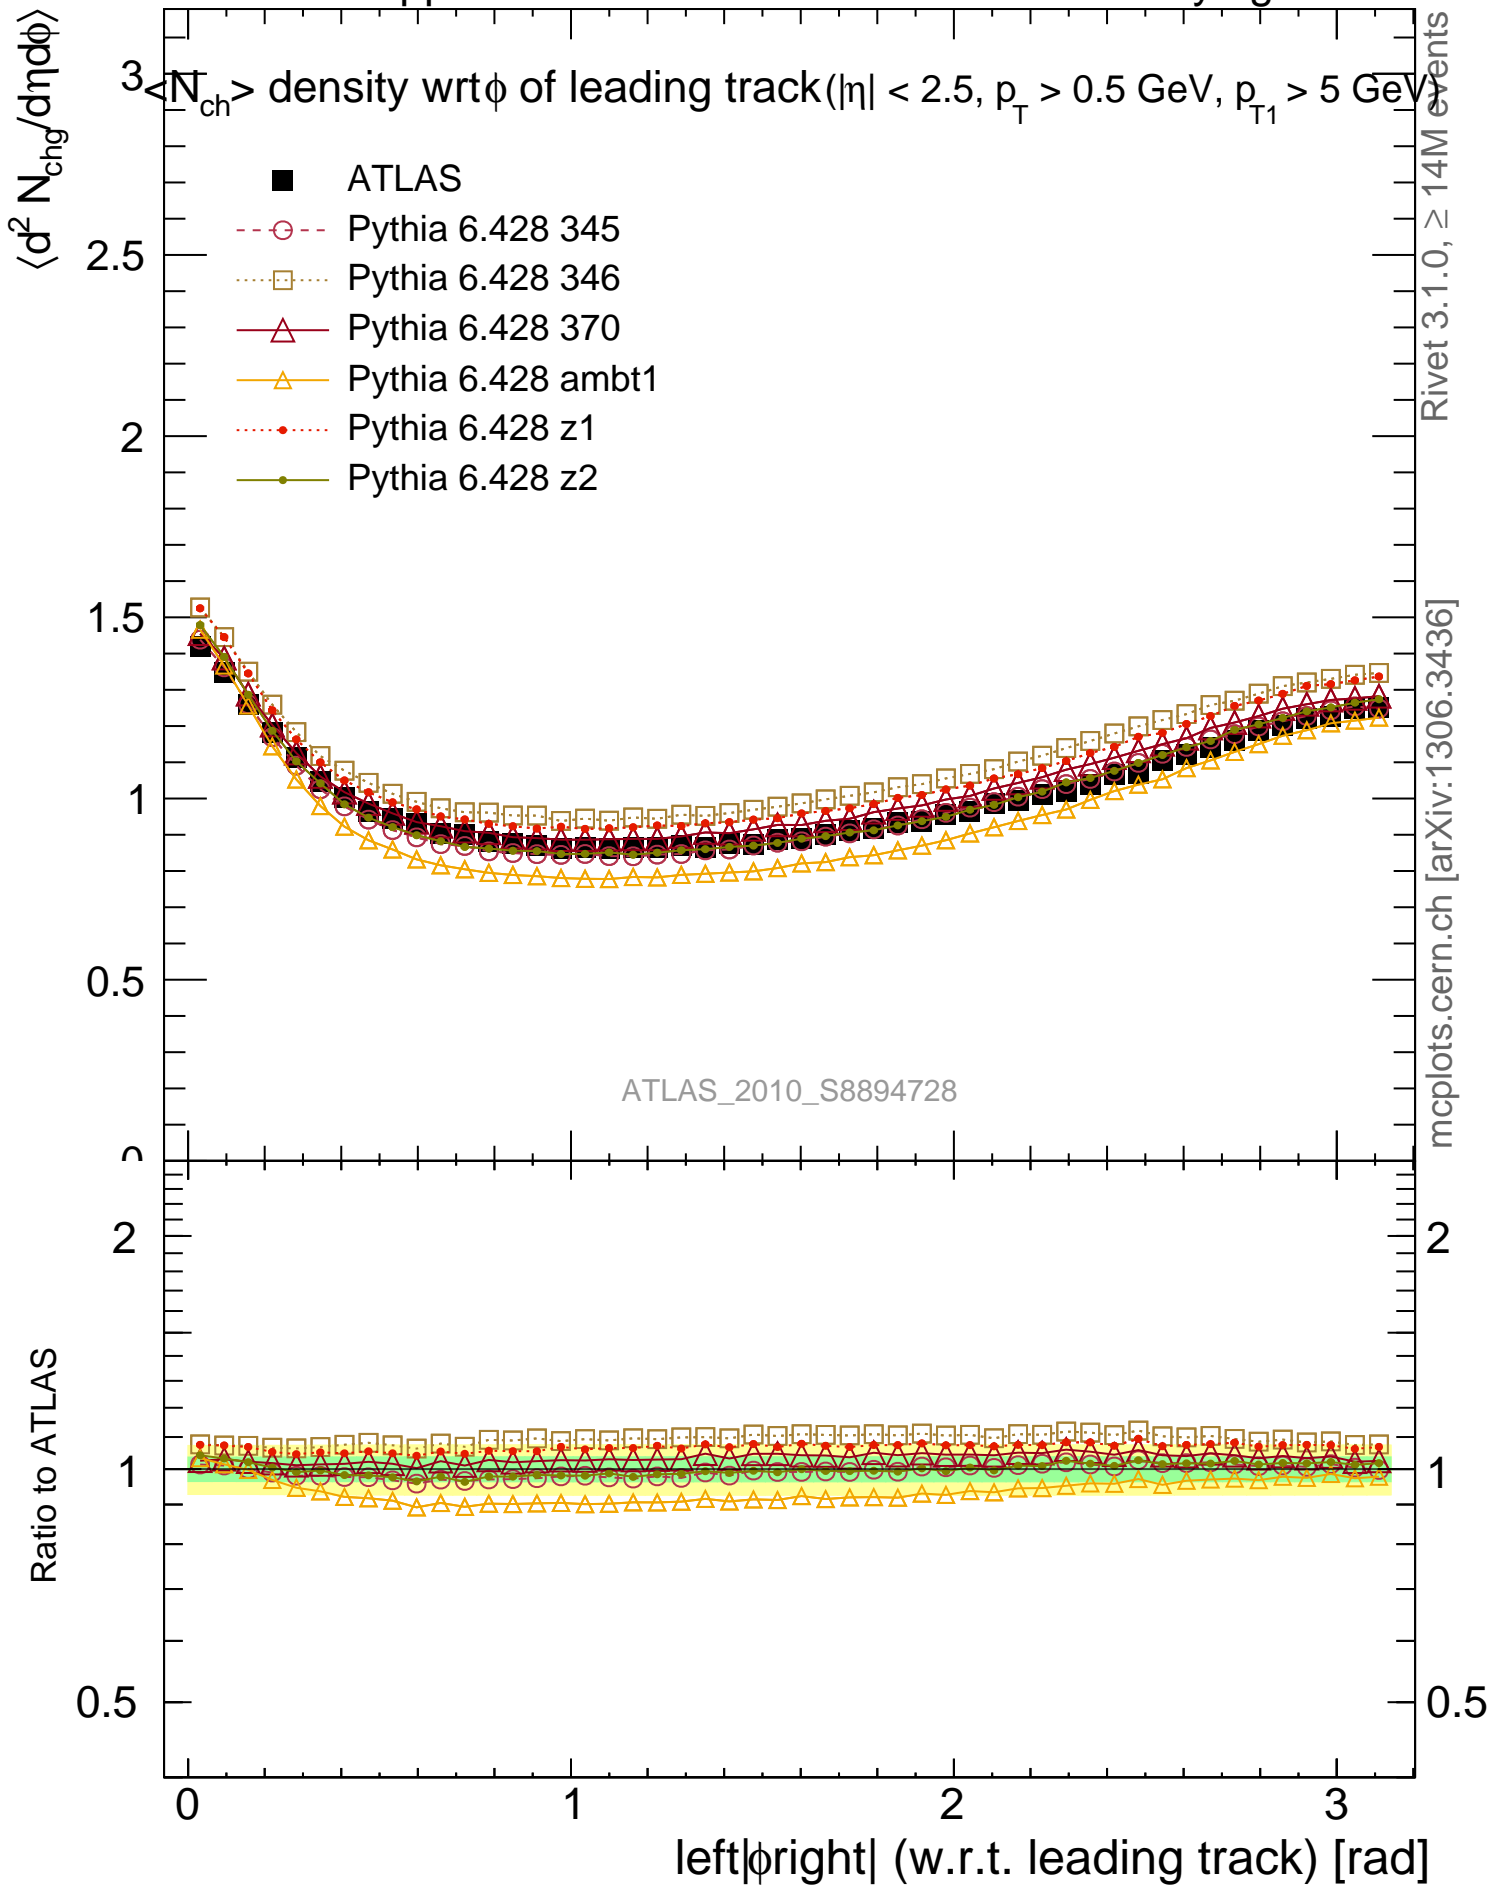 <N_ch> density wrt ϕ of leading track (|η| < 2.5, p_T > 0.5 GeV, p_T1 > 5 GeV)
⟨d² N_chg/dηdϕ⟩
3
2.5
2
1.5
1
0.5
0
ATLAS
Pythia 6.428 345
Pythia 6.428 346
Pythia 6.428 370
Pythia 6.428 ambt1
Pythia 6.428 z1
Pythia 6.428 z2
ATLAS_2010_S8894728
Rivet 3.1.0, ≥ 14M events
mcplots.cern.ch [arXiv:1306.3436]
Ratio to ATLAS
2
1
0.5
2
1
0.5
0 1 2 3
left|ϕright| (w.r.t. leading track) [rad]